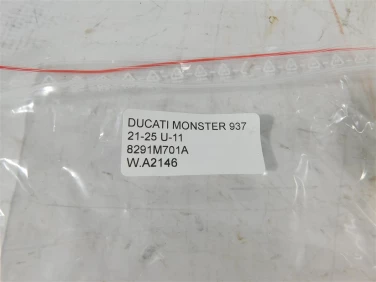 DUCATI MONSTER 937
21-25 U-11
8291M701A
W.A2146